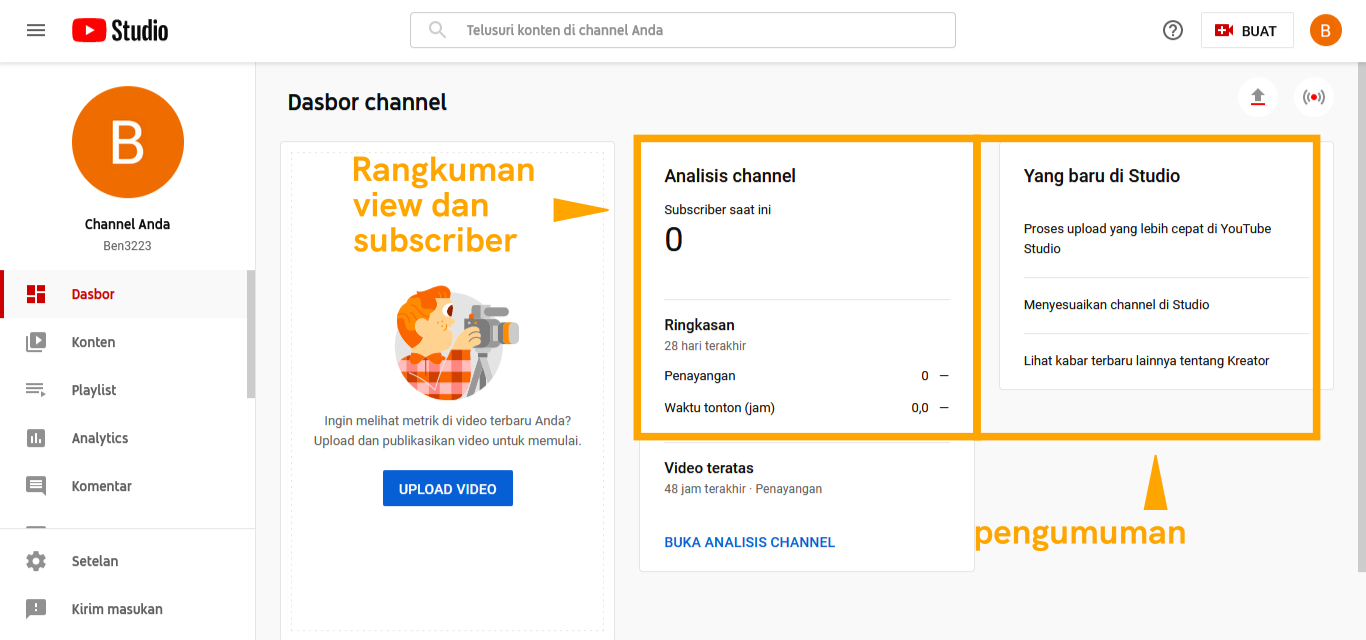 Studio
Telusuri konten di channel Anda
BUAT
B
B
Channel Anda
Ben3223
Dasbor
Konten
Playlist
Analytics
Komentar
Setelan
Kirim masukan
Dasbor channel
Rangkuman
view dan
subscriber
Ingin melihat metrik di video terbaru Anda?
Upload dan publikasikan video untuk memulai.
UPLOAD VIDEO
Analisis channel
Subscriber saat ini
0
Ringkasan
28 hari terakhir
Penayangan 0 —
Waktu tonton (jam) 0,0 —
Video teratas
48 jam terakhir · Penayangan
BUKA ANALISIS CHANNEL
Yang baru di Studio
Proses upload yang lebih cepat di YouTube
Studio
Menyesuaikan channel di Studio
Lihat kabar terbaru lainnya tentang Kreator
pengumuman